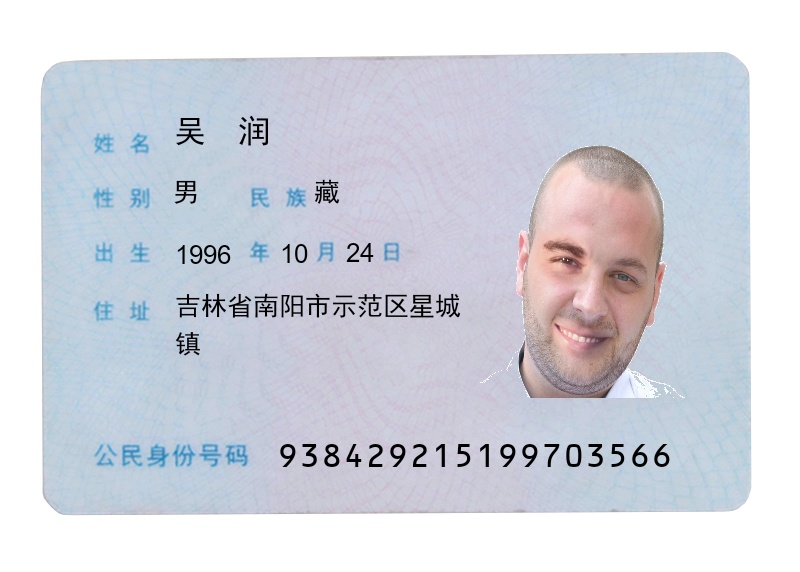 姓名 吴润
性别 男 民族 藏
出生 1996 年 10 月 24 日
住址 吉林省南阳市示范区星城
镇
公民身份号码 938429215199703566